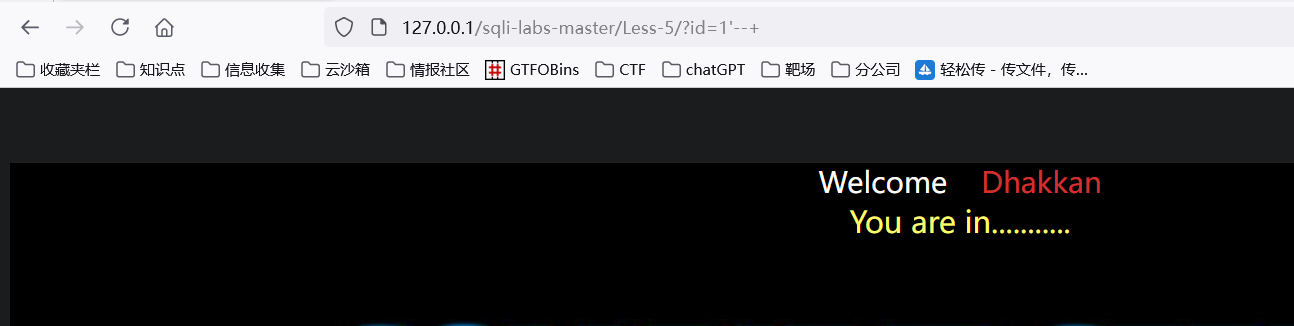 127.0.0.1/sqli-labs-master/Less-5/?id=1'--+
收藏夹栏 知识点 信息收集 云沙箱 情报社区 GTFOBins CTF chatGPT 靶场 分公司 轻松传 - 传文件，传...
Welcome Dhakkan
You are in...........